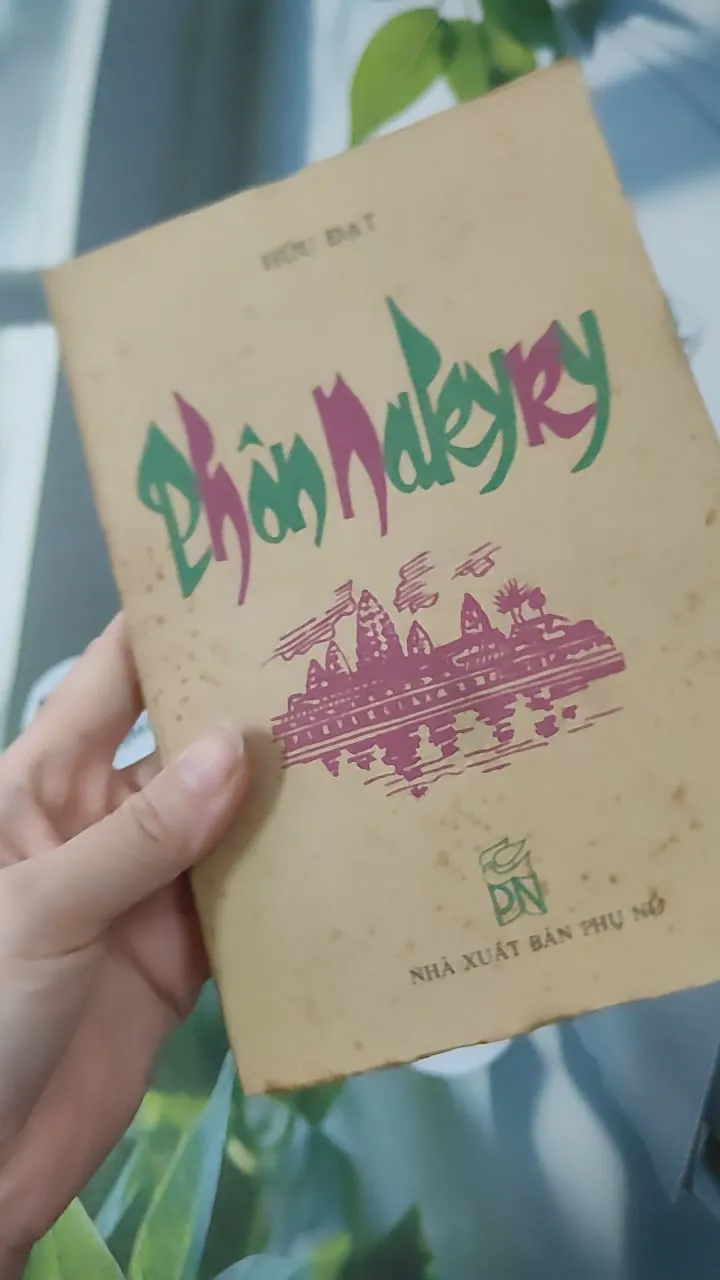 HỮU ĐẠT
Phôn Nakeyry
PN
NHÀ XUẤT BẢN PHỤ NỮ